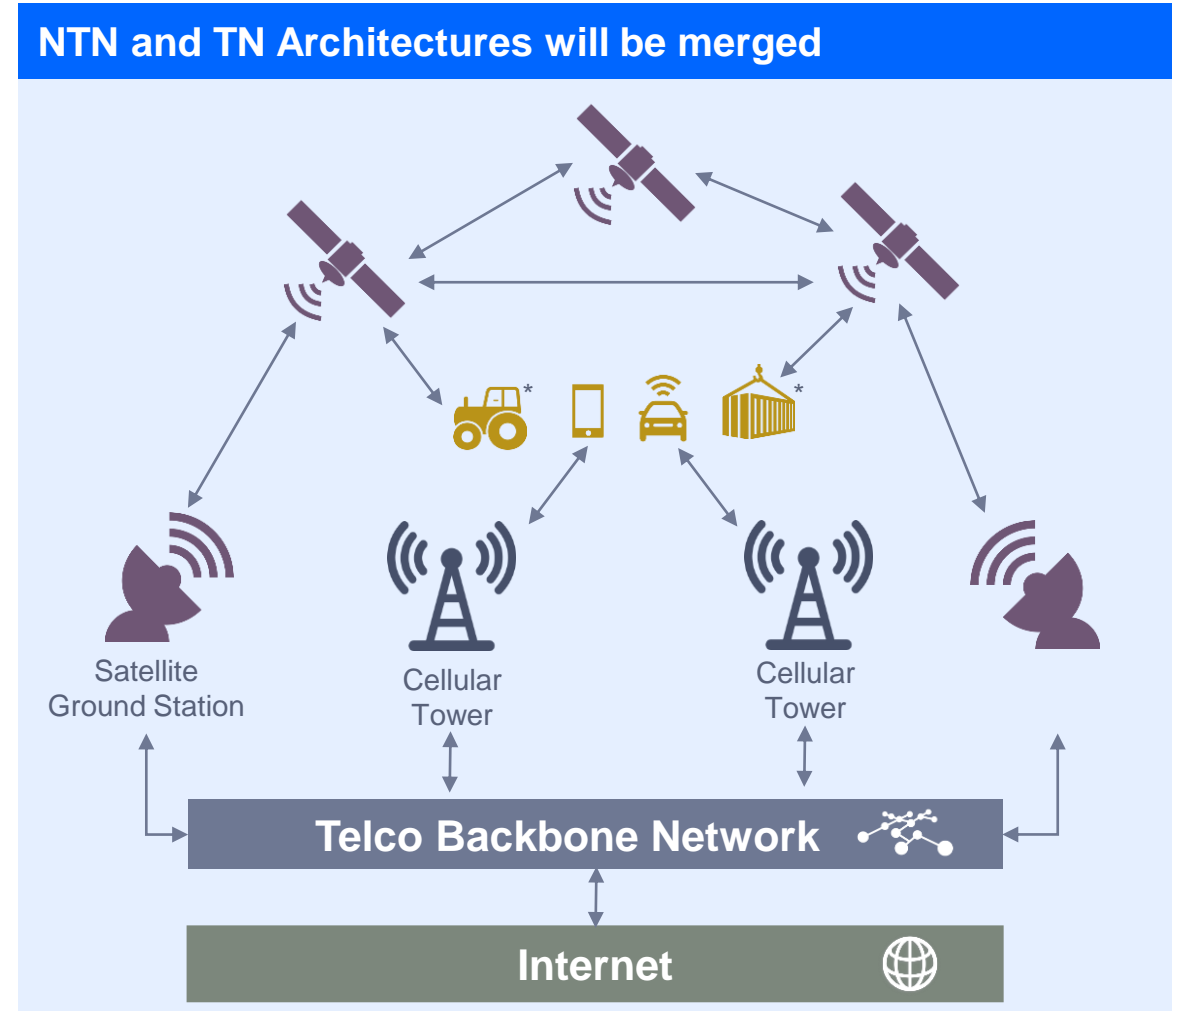 NTN and TN Architectures will be merged
*
*
Satellite
Ground Station
Cellular
Tower
Cellular
Tower
Telco Backbone Network
Internet